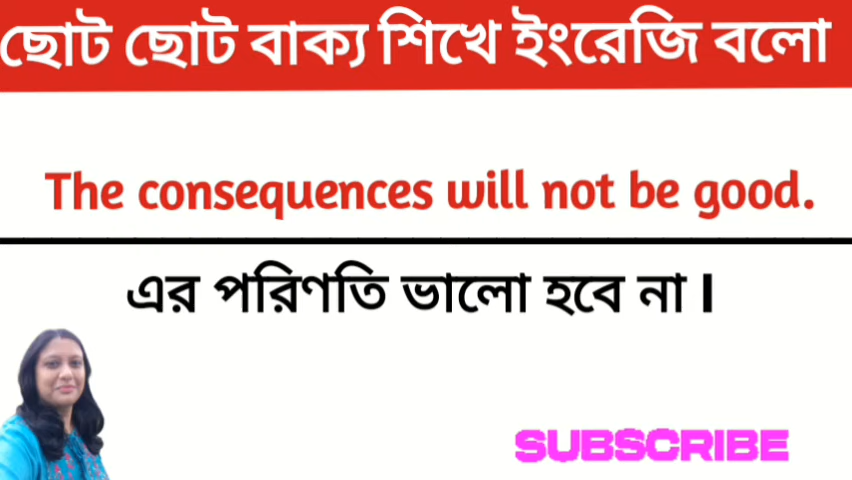 ছোট ছোট বাক্য শিখে ইংরেজি বলো
The consequences will not be good.
এর পরিণতি ভালো হবে না।
SUBSCRIBE